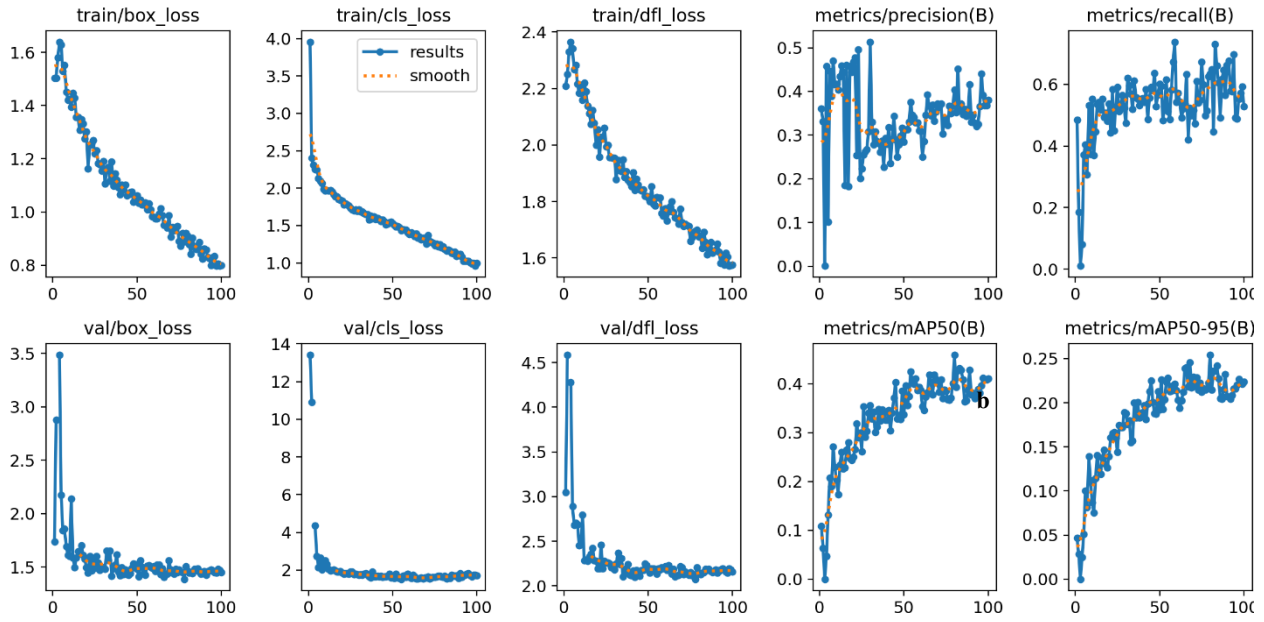 train/box_loss train/cls_loss train/dfl_loss metrics/precision(B) metrics/recall(B)
1.6 4.0 results 2.4 0.5
3.5 smooth 0.6
1.4 3.0 2.2 0.4
1.2 2.5 2.0 0.3 0.4
2.0 0.2
1.0 1.5 1.8 0.1 0.2
0.8 1.0 1.6 0.0 0.0
0 50 100 0 50 100 0 50 100 0 50 100 0 50 100
val/box_loss val/cls_loss val/dfl_loss metrics/mAP50(B) metrics/mAP50-95(B)
3.5 14 4.5 0.25
12 0.4
3.0 10 4.0 b 0.20
2.5 8 3.5 0.3 0.15
6 3.0 0.2 0.10
2.0 4 2.5 0.1 0.05
1.5 2 2.0 0.0 0.00
0 50 100 0 50 100 0 50 100 0 50 100 0 50 100